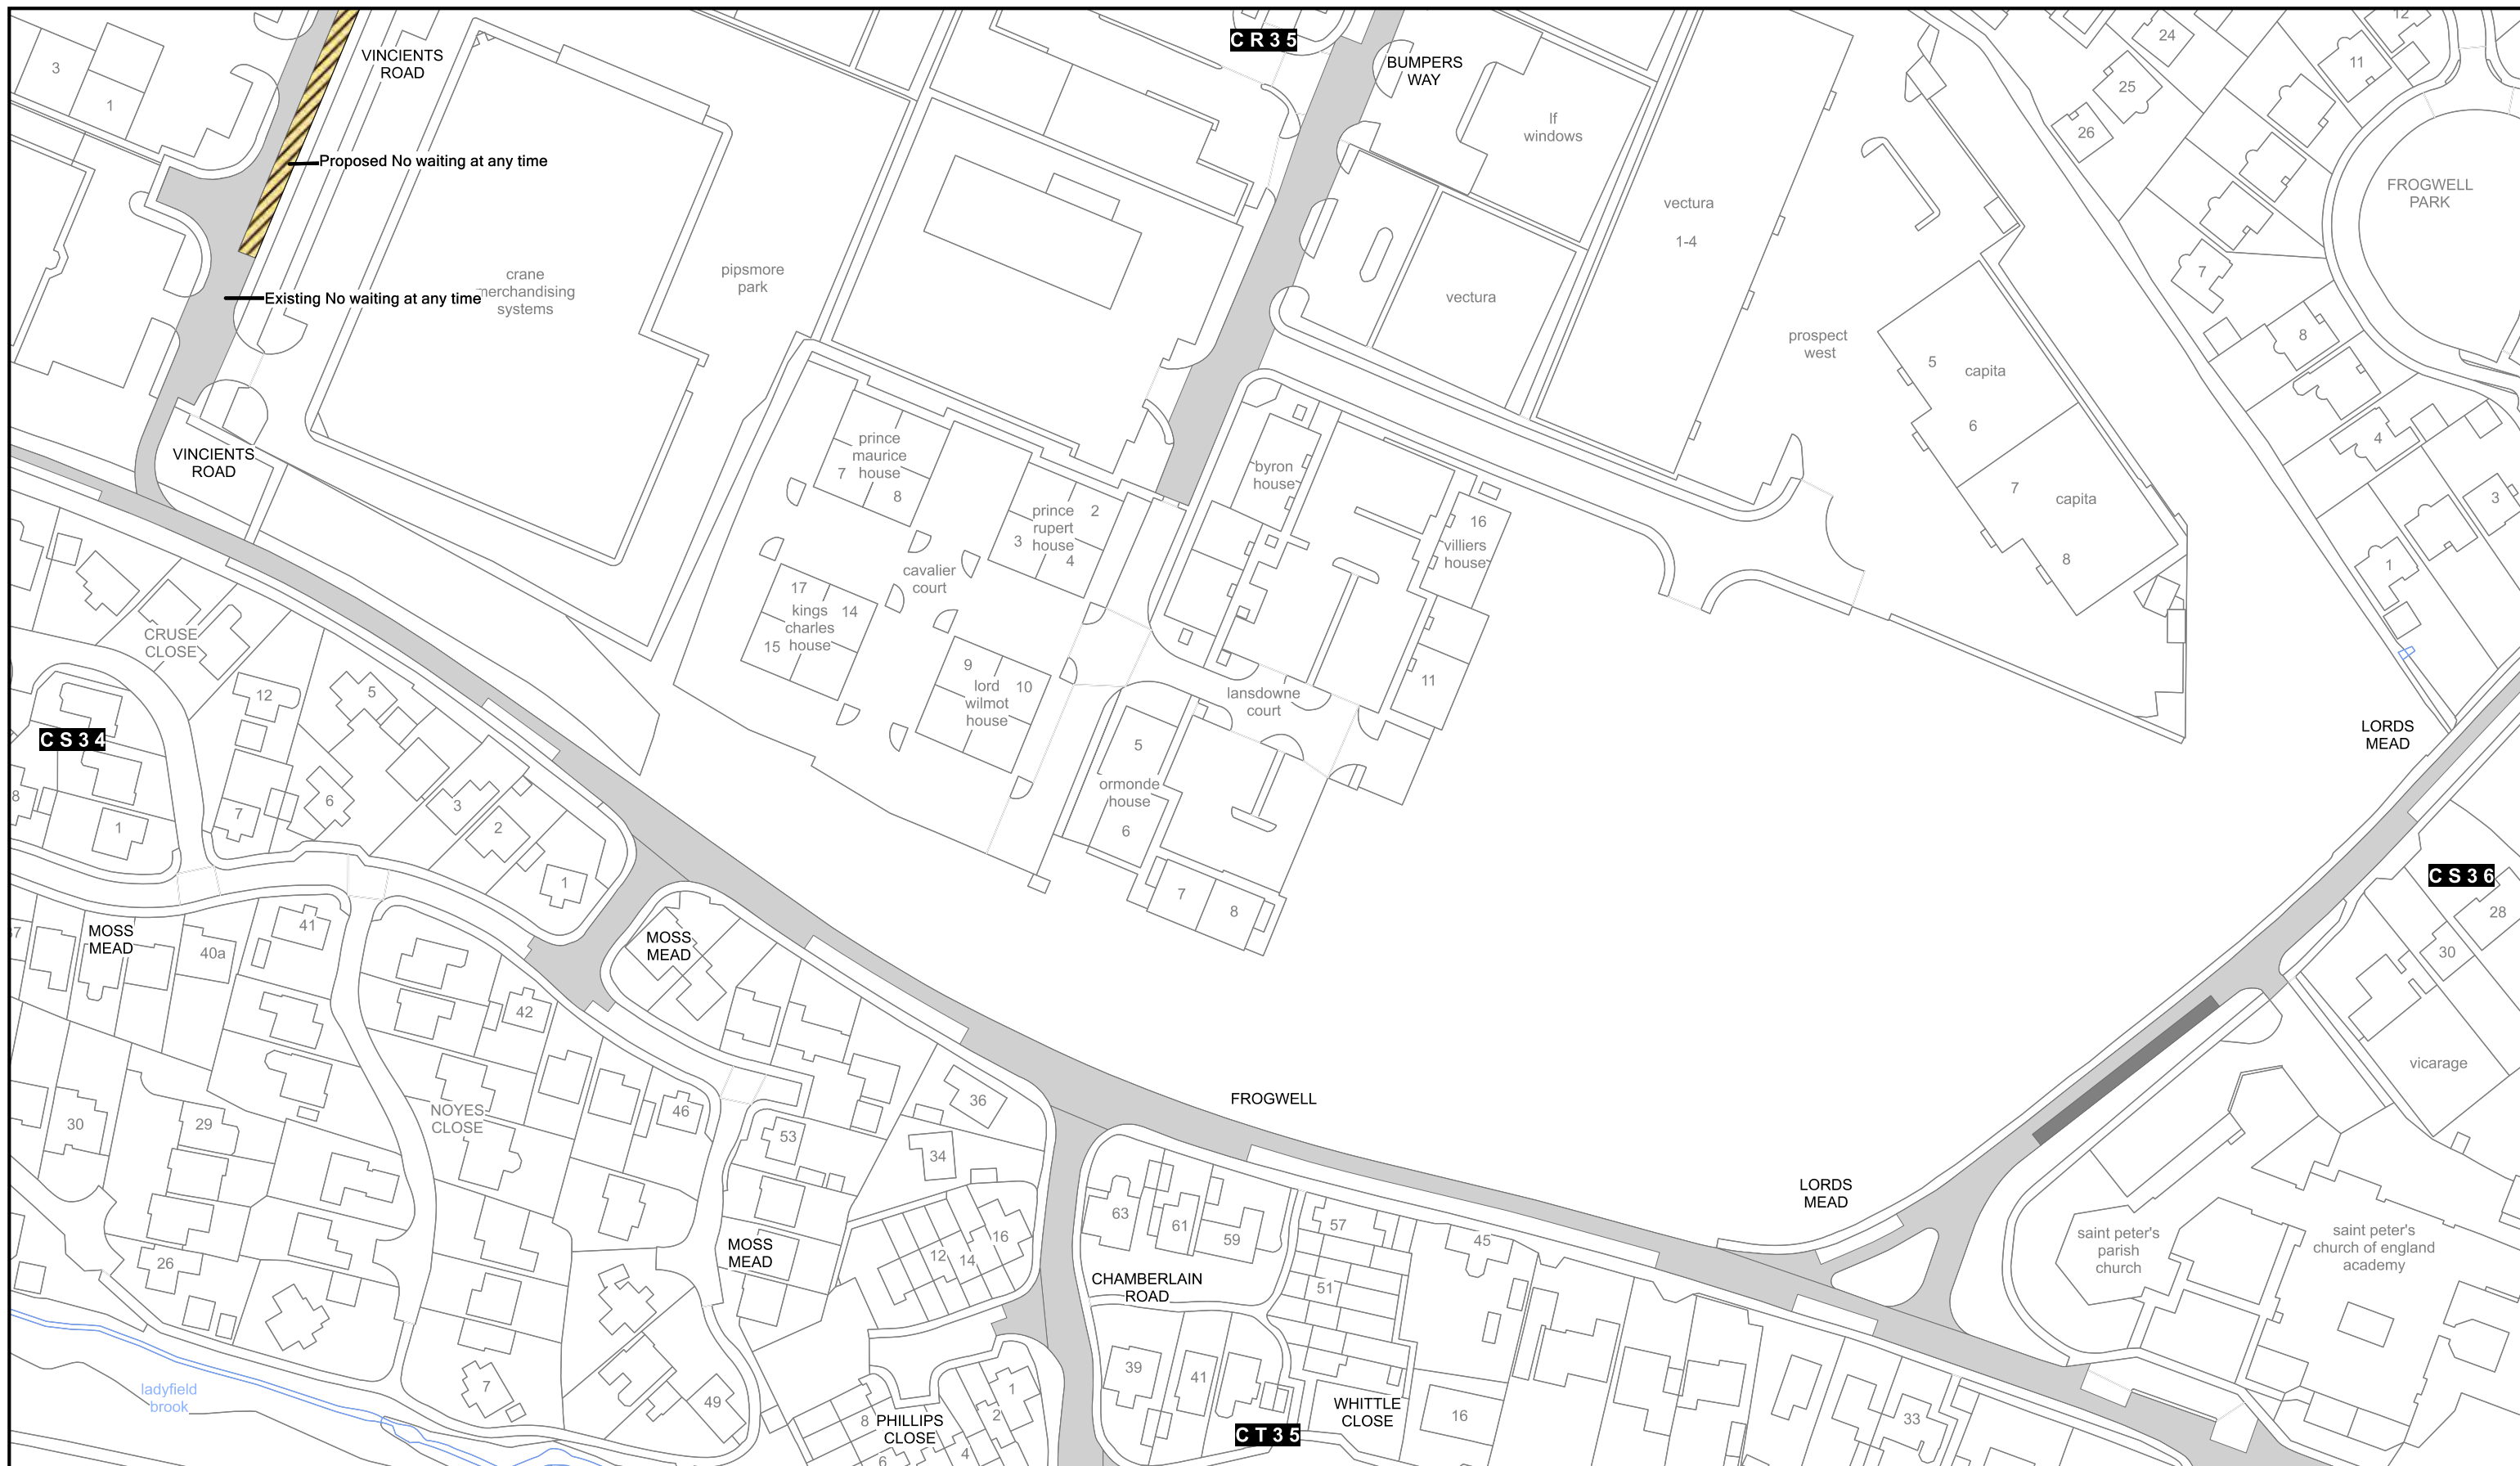 CR35
VINCIENTS
ROAD
BUMPERS
WAY
lf
windows
3
1
24
12
11
25
26
FROGWELL
PARK
Proposed No waiting at any time
vectura
1-4
7
crane
merchandising
systems
pipsmore
park
Existing No waiting at any time
vectura
prospect
west
8
5
capita
6
4
prince
maurice
house
7
8
VINCIENTS
ROAD
byron
house
7
capita
8
3
1
prince
rupert
house
2
3
4
16
villiers
house
cavalier
court
17
kings
charles
house
14
15
CRUSE
CLOSE
12
5
9
lord
wilmot
house
10
lansdowne
court
11
CS34
LORDS
MEAD
5
ormonde
house
6
8
1
7
6
3
2
1
7
8
CS36
28
30
MOSS
MEAD
41
40a
37
MOSS
MEAD
42
vicarage
FROGWELL
36
NOYES
CLOSE
46
30
29
53
34
LORDS
MEAD
63
61
59
57
45
16
12
14
saint peter's
parish
church
saint peter's
church of england
academy
MOSS
MEAD
26
CHAMBERLAIN
ROAD
51
39
41
7
49
ladyfield
brook
1
2
8
PHILLIPS
CLOSE
4
6
WHITTLE
CLOSE
16
33
CT35